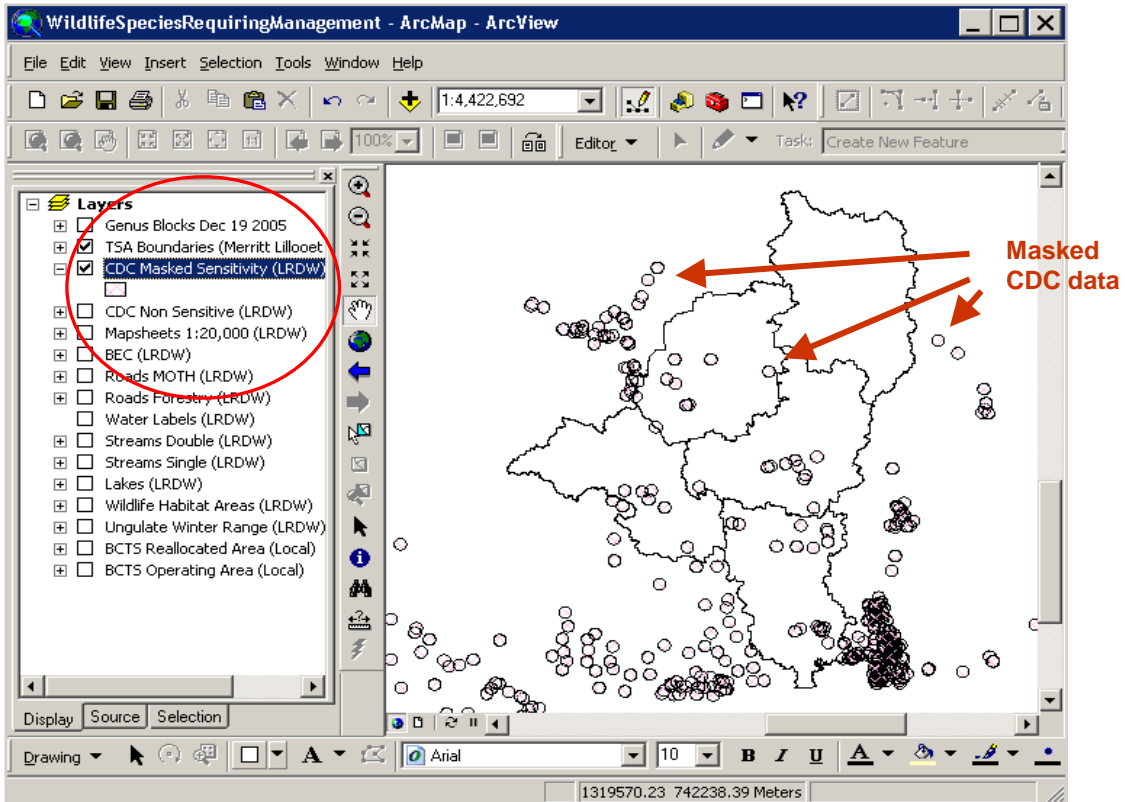 WildlifeSpeciesRequiringManagement - ArcMap - ArcView
File Edit View Insert Selection Tools Window Help
1:4,422,692
100% Editor Task: Create New Feature
Layers
Genus Blocks Dec 19 2005
TSA Boundaries (Merritt Lillooet
CDC Masked Sensitivity (LRDW)
CDC Non Sensitive (LRDW)
Mapsheets 1:20,000 (LRDW)
BEC (LRDW)
Roads MOTH (LRDW)
Roads Forestry (LRDW)
Water Labels (LRDW)
Streams Double (LRDW)
Streams Single (LRDW)
Lakes (LRDW)
Wildlife Habitat Areas (LRDW)
Ungulate Winter Range (LRDW)
BCTS Reallocated Area (Local)
BCTS Operating Area (Local)
Masked
CDC data
Display Source Selection
Drawing A Arial 10 B I U A
1319570.23 742238.39 Meters